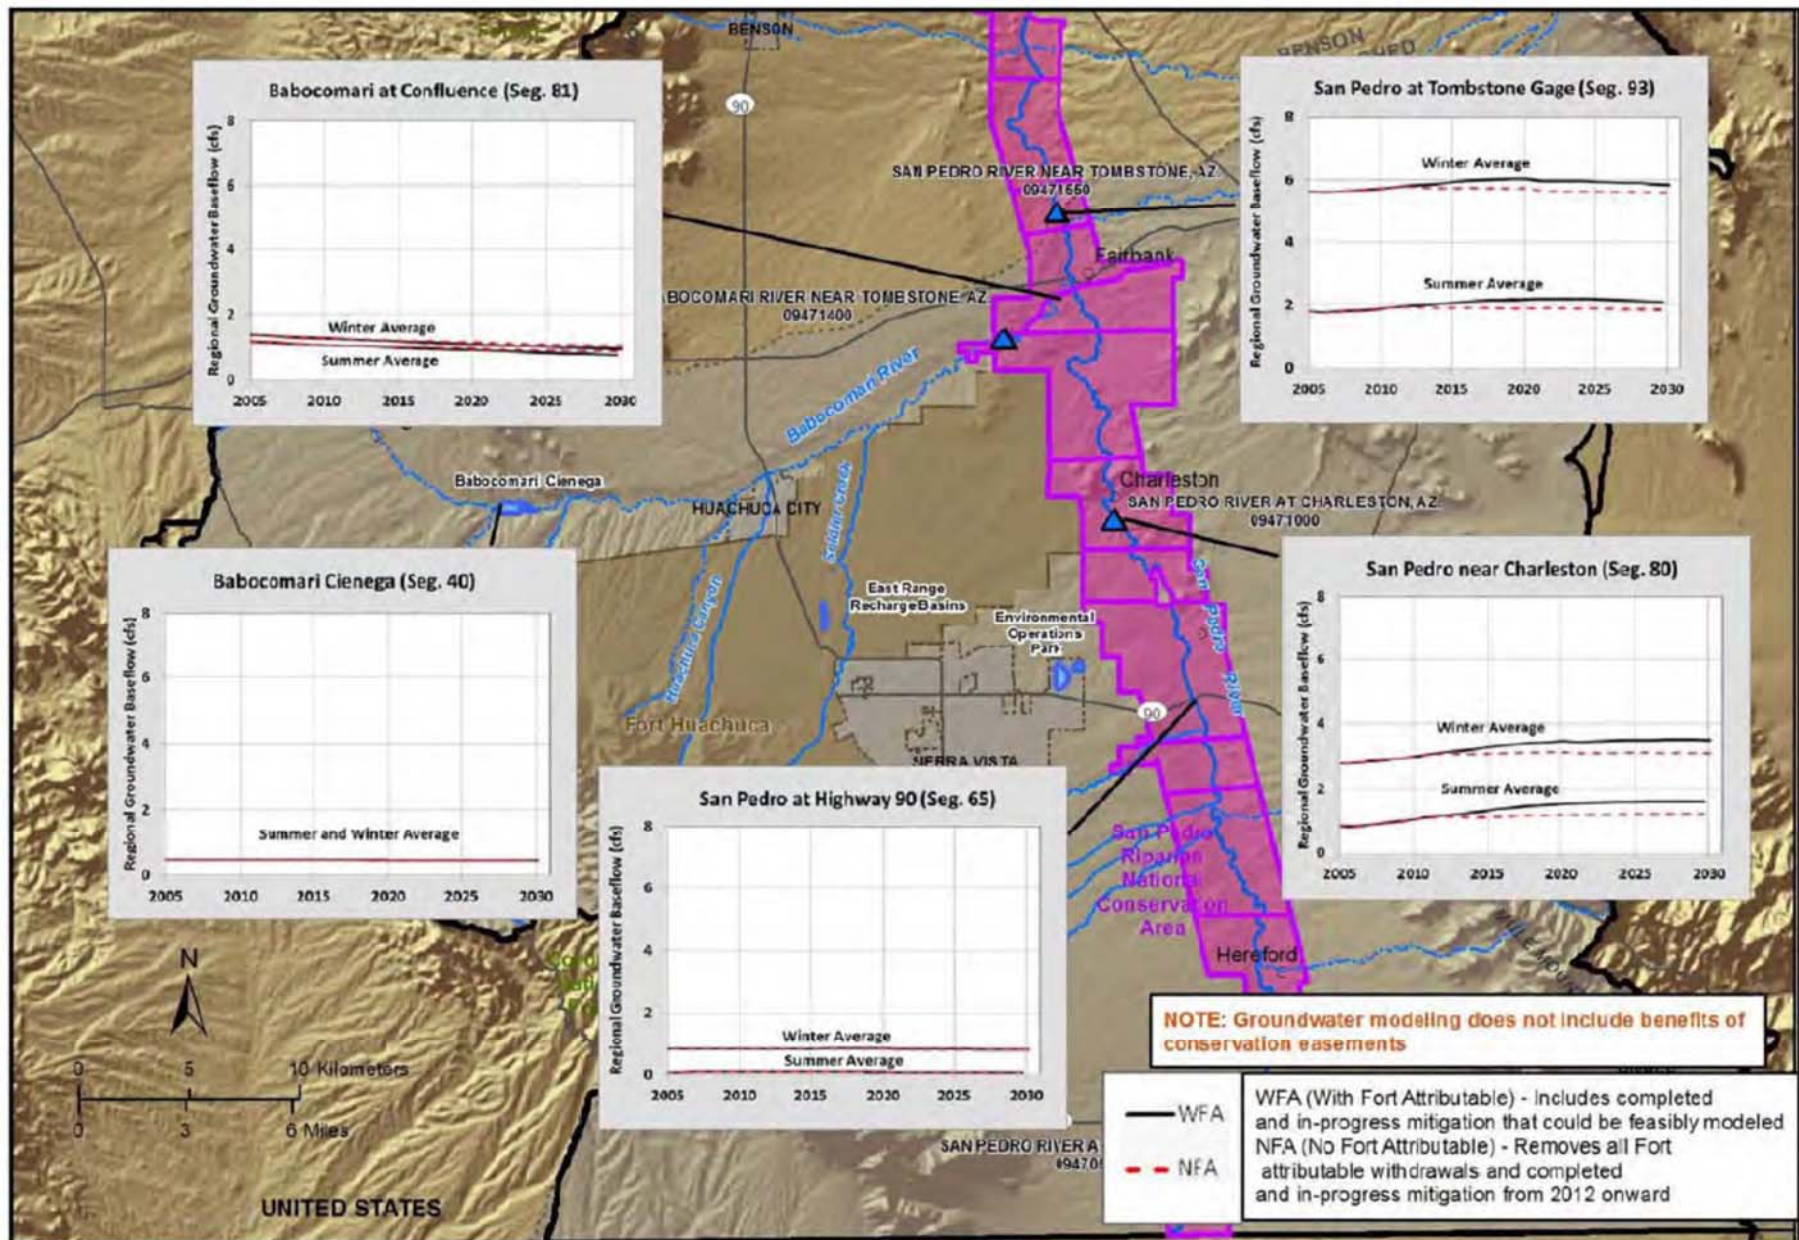 BENSON
BENSON
90
Babocomari at Confluence (Seg. 81)
Regional Groundwater Baseflow (cfs)
8
6
4
2
0
Winter Average
Summer Average
2005 2010 2015 2020 2025 2030
San Pedro at Tombstone Gage (Seg. 93)
Regional Groundwater Baseflow (cfs)
8
6
4
2
0
Winter Average
Summer Average
2005 2010 2015 2020 2025 2030
SAN PEDRO RIVER NEAR TOMBSTONE, AZ.
09471550
Fairbank
ABOCOMARI RIVER NEAR TOMBSTONE, AZ.
09471400
Babocomari River
Babocomari Cienega
HUACHUCA CITY
Soldier Creek
Huachuca Canyon
Charleston
SAN PEDRO RIVER AT CHARLESTON, AZ.
09471000
San Pedro River
East Range
Recharge Basins
Environmental
Operations
Park
90
Fort Huachuca
SIERRA VISTA
Babocomari Cienega (Seg. 40)
Regional Groundwater Baseflow (cfs)
8
6
4
2
0
Summer and Winter Average
2005 2010 2015 2020 2025 2030
San Pedro near Charleston (Seg. 80)
Regional Groundwater Baseflow (cfs)
8
6
4
2
0
Winter Average
Summer Average
2005 2010 2015 2020 2025 2030
San Pedro at Highway 90 (Seg. 65)
Regional Groundwater Baseflow (cfs)
8
6
4
2
0
Winter Average
Summer Average
2005 2010 2015 2020 2025 2030
San Pedro
Riparian
National
Conservation
Area
Hereford
N
0 5 10 Kilometers
0 3 6 Miles
UNITED STATES
SAN PEDRO RIVER A
NOTE: Groundwater modeling does not include benefits of
conservation easements
WFA
NFA
WFA (With Fort Attributable) - Includes completed
and in-progress mitigation that could be feasibly modeled
NFA (No Fort Attributable) - Removes all Fort
attributable withdrawals and completed
and in-progress mitigation from 2012 onward